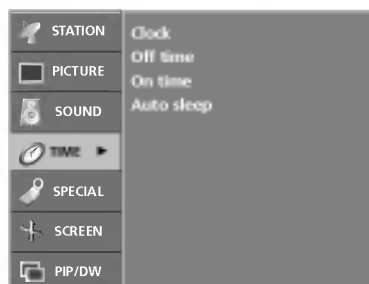 STATION
PICTURE
SOUND
TIME
SPECIAL
SCREEN
PIP/DW
Clock
Off time
On time
Auto sleep